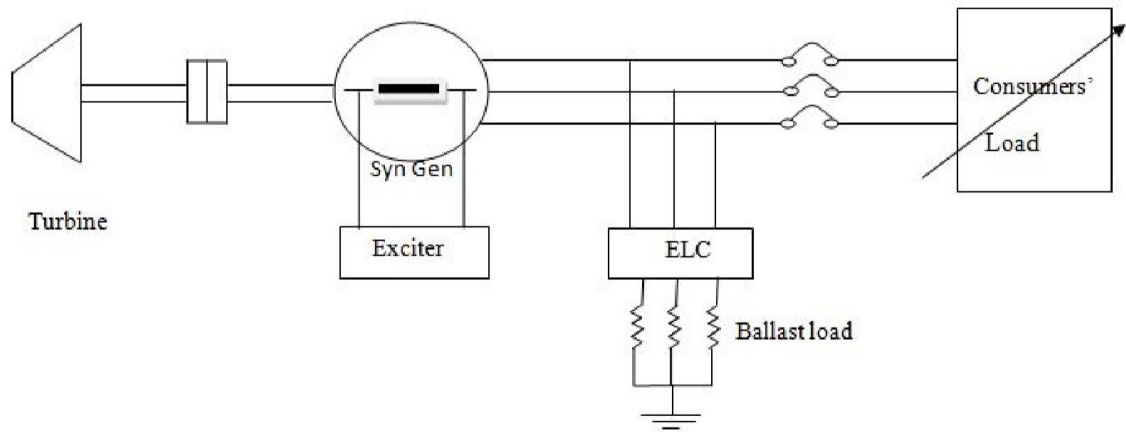 Turbine
Syn Gen
Exciter
ELC
Ballast load
Consumers’
Load